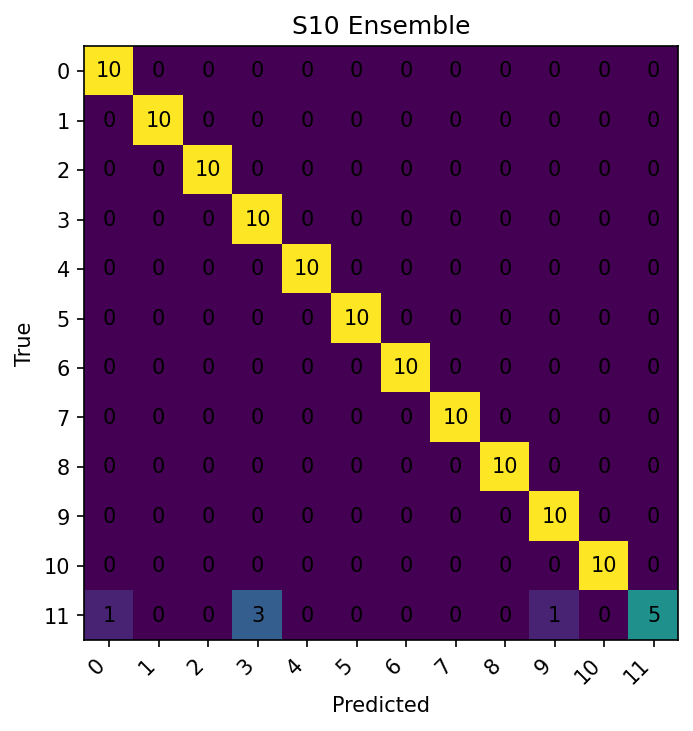 S10 Ensemble
0 10 0 0 0 0 0 0 0 0 0 0 0
1 0 10 0 0 0 0 0 0 0 0 0 0
2 0 0 10 0 0 0 0 0 0 0 0 0
3 0 0 0 10 0 0 0 0 0 0 0 0
4 0 0 0 0 10 0 0 0 0 0 0 0
5 0 0 0 0 0 10 0 0 0 0 0 0
6 0 0 0 0 0 0 10 0 0 0 0 0
7 0 0 0 0 0 0 0 10 0 0 0 0
8 0 0 0 0 0 0 0 0 10 0 0 0
9 0 0 0 0 0 0 0 0 0 10 0 0
10 0 0 0 0 0 0 0 0 0 0 10 0
11 1 0 0 3 0 0 0 0 0 1 0 5
True
0 1 2 3 4 5 6 7 8 9 10 11
Predicted